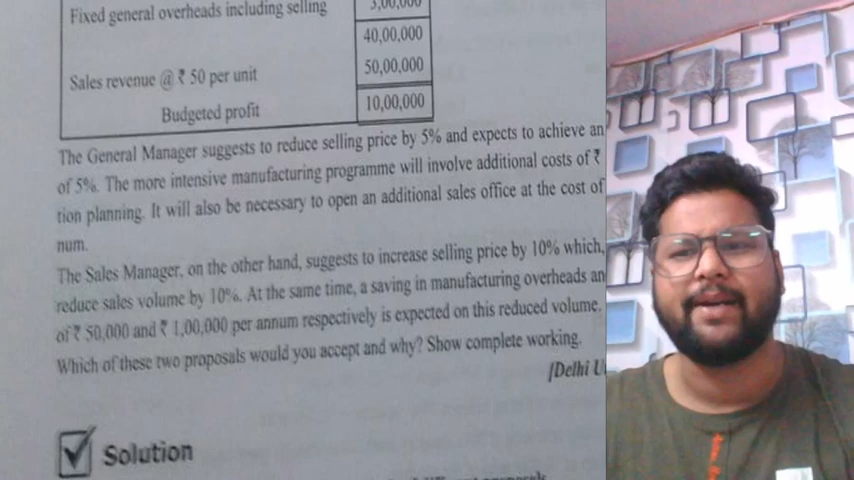 Fixed general overheads including selling 3,00,000
40,00,000
Sales revenue @ ₹ 50 per unit 50,00,000
Budgeted profit 10,00,000
The General Manager suggests to reduce selling price by 5% and expects to achieve an
of 5%. The more intensive manufacturing programme will involve additional costs of ₹
tion planning. It will also be necessary to open an additional sales office at the cost of
num.
The Sales Manager, on the other hand, suggests to increase selling price by 10% which,
reduce sales volume by 10%. At the same time, a saving in manufacturing overheads an
of ₹ 50,000 and ₹ 1,00,000 per annum respectively is expected on this reduced volume.
Which of these two proposals would you accept and why? Show complete working.
[Delhi U
Solution